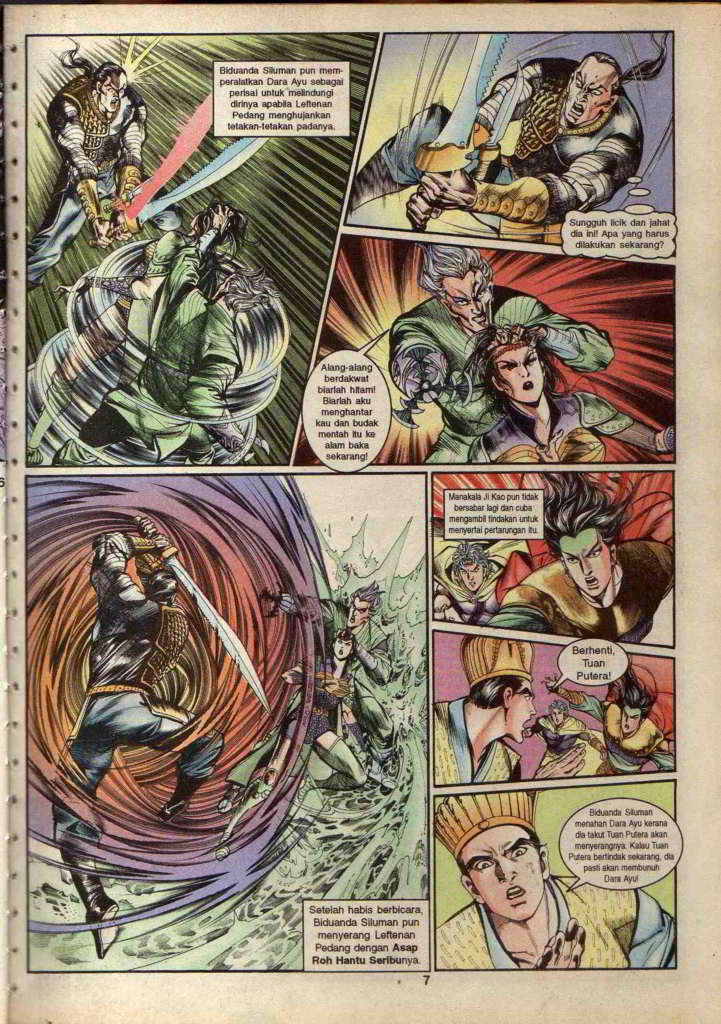 Biduanda Siluman pun mem-
peralatkan Dara Ayu sebagai
perisai untuk melindungi
dirinya apabila Leftenan
Pedang menghujankan
tetakan-tetakan padanya.
Sungguh licik dan jahat
dia ini! Apa yang harus
dilakukan sekarang?
Alang-alang
berdakwat
biarlah hitam!
Biarlah aku
menghantar
kau dan budak
mentah itu ke
alam baka
sekarang!
Setelah habis berbicara,
Biduanda Siluman pun
menyerang Leftenan
Pedang dengan Asap
Roh Hantu Seribunya.
Manakala Ji Kao pun tidak
bersabar lagi dan cuba
mengambil tindakan untuk
menyertai pertarungan itu.
Berhenti,
Tuan
Putera!
Biduanda Siluman
menahan Dara Ayu kerana
dia takut Tuan Putera akan
menyerangnya. Kalau Tuan
Putera bertindak sekarang, dia
pasti akan membunuh
Dara Ayu!
7